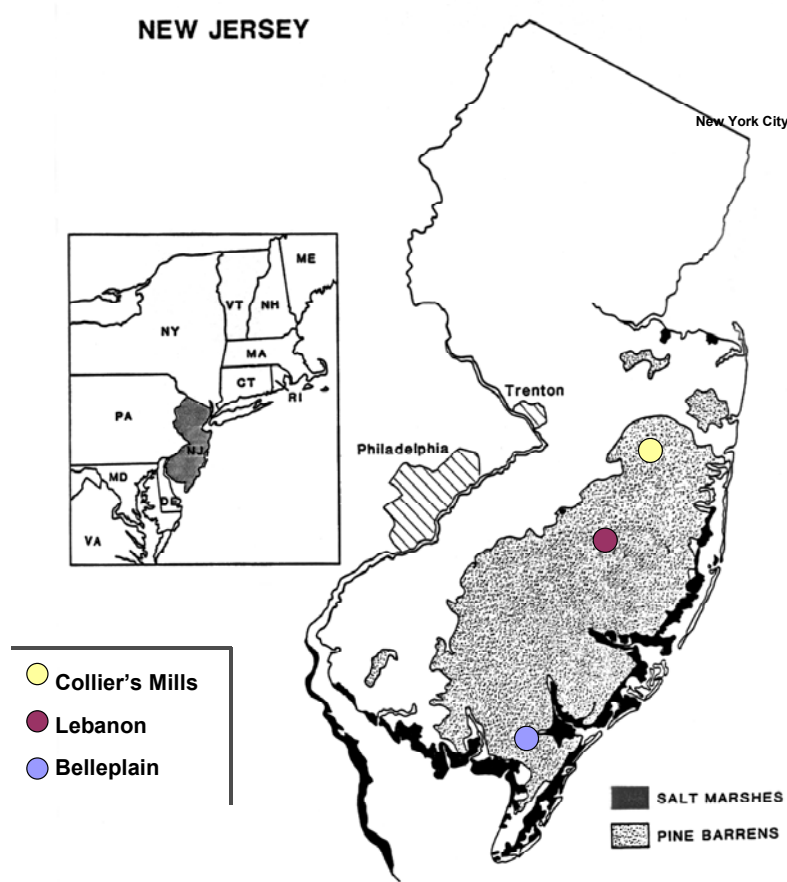 NEW JERSEY
New York City
ME
VT
NH
NY
MA
CT
RI
PA
NJ
MD
DE
VA
Trenton
Philadelphia
Collier's Mills
Lebanon
Belleplain
SALT MARSHES
PINE BARRENS